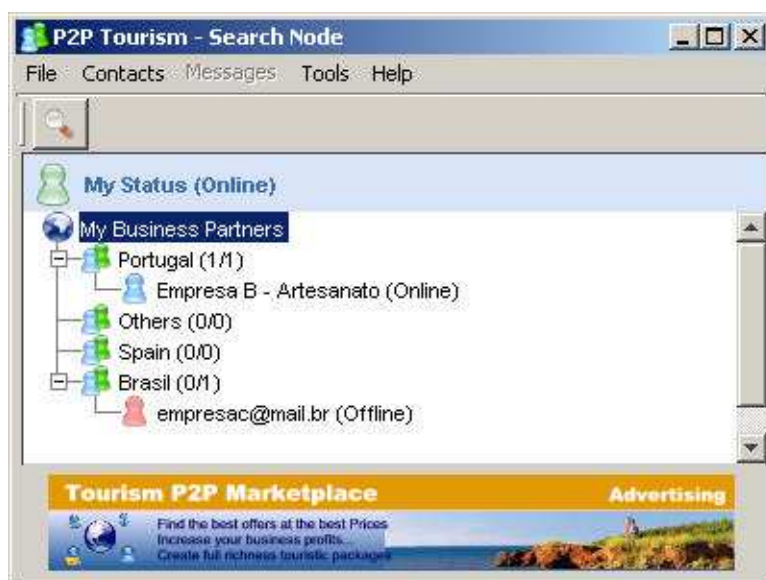 P2P Tourism - Search Node
File Contacts Messages Tools Help
My Status (Online)
My Business Partners
Portugal (1/1)
Empresa B - Artesanato (Online)
Others (0/0)
Spain (0/0)
Brasil (0/1)
empresac@mail.br (Offline)
Tourism P2P Marketplace Advertising
Find the best offers at the best Prices
Increase your business profits...
Create full richness touristic packages